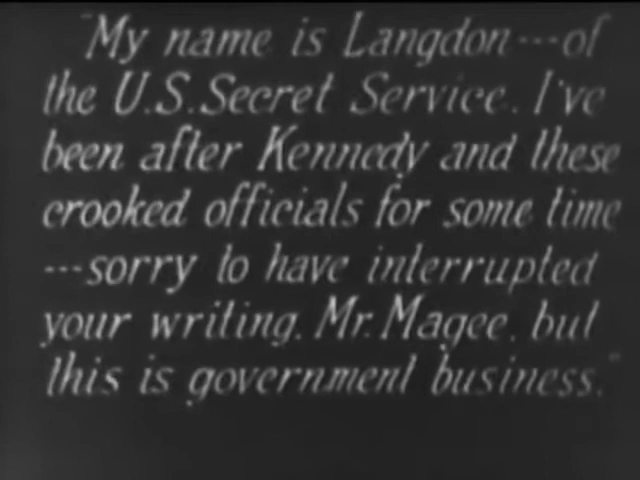 "My name is Langdon---of
the U.S. Secret Service. I've
been after Kennedy and these
crooked officials for some time
---sorry to have interrupted
your writing, Mr. Magee, but
this is government business."